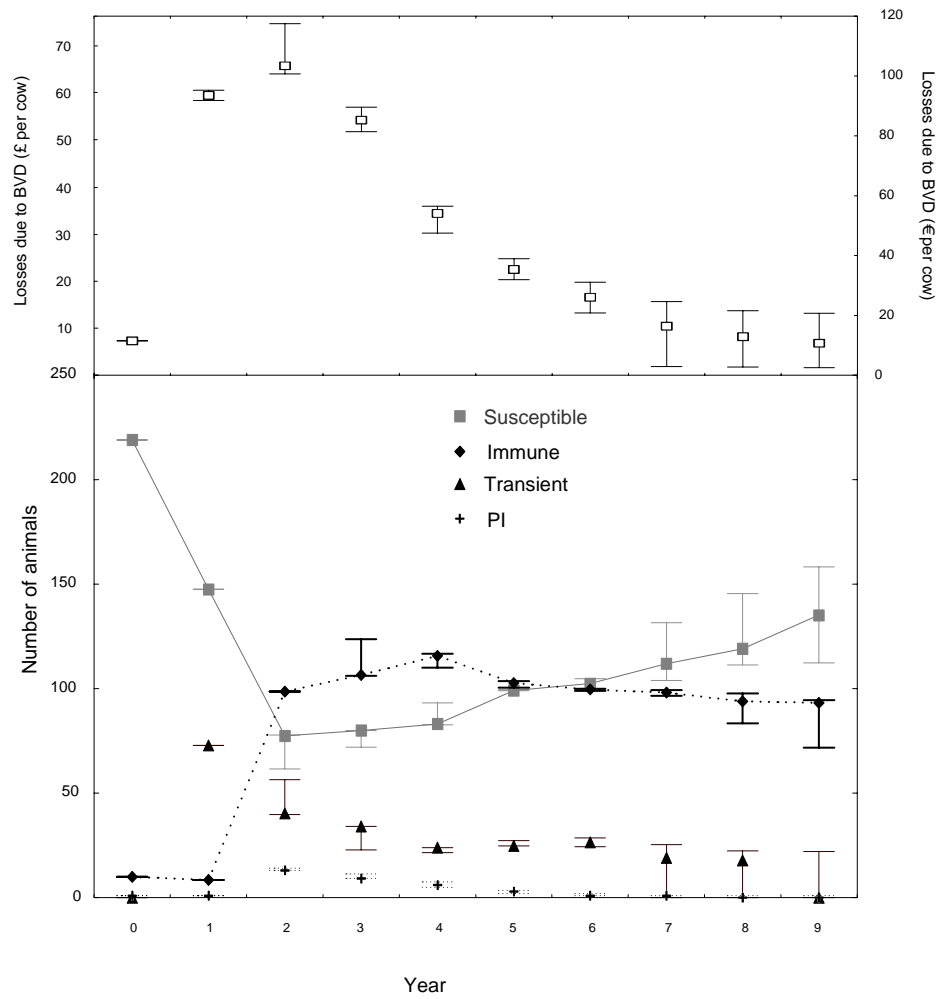 Losses due to BVD (£ per cow)
70
60
50
40
30
20
10
120
100
80
60
40
20
0
Losses due to BVD (€ per cow)
Number of animals
250
200
150
100
50
0
Susceptible
Immune
Transient
PI
0 1 2 3 4 5 6 7 8 9
Year